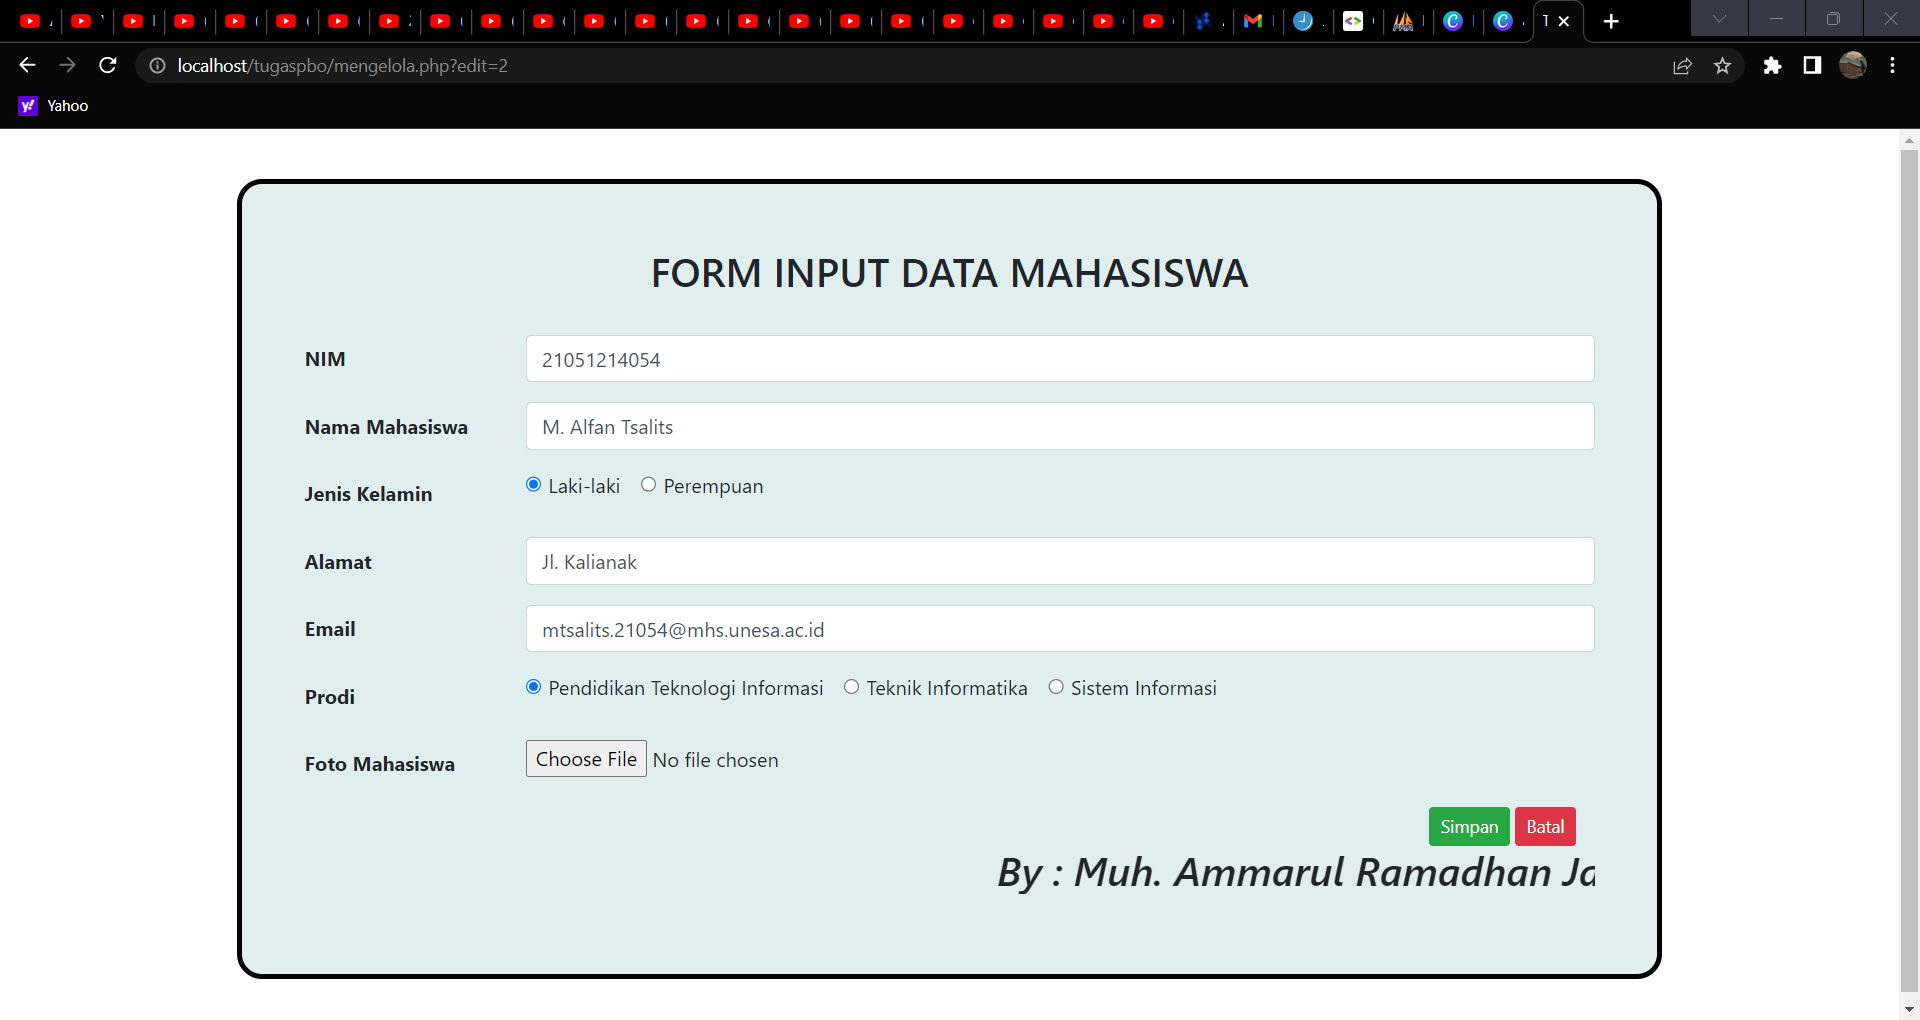 localhost/tugaspbo/mengelola.php?edit=2
Yahoo
FORM INPUT DATA MAHASISWA
NIM 21051214054
Nama Mahasiswa M. Alfan Tsalits
Jenis Kelamin Laki-laki Perempuan
Alamat Jl. Kalianak
Email mtsalits.21054@mhs.unesa.ac.id
Prodi Pendidikan Teknologi Informasi Teknik Informatika Sistem Informasi
Foto Mahasiswa Choose File No file chosen
Simpan Batal
By : Muh. Ammarul Ramadhan Ja